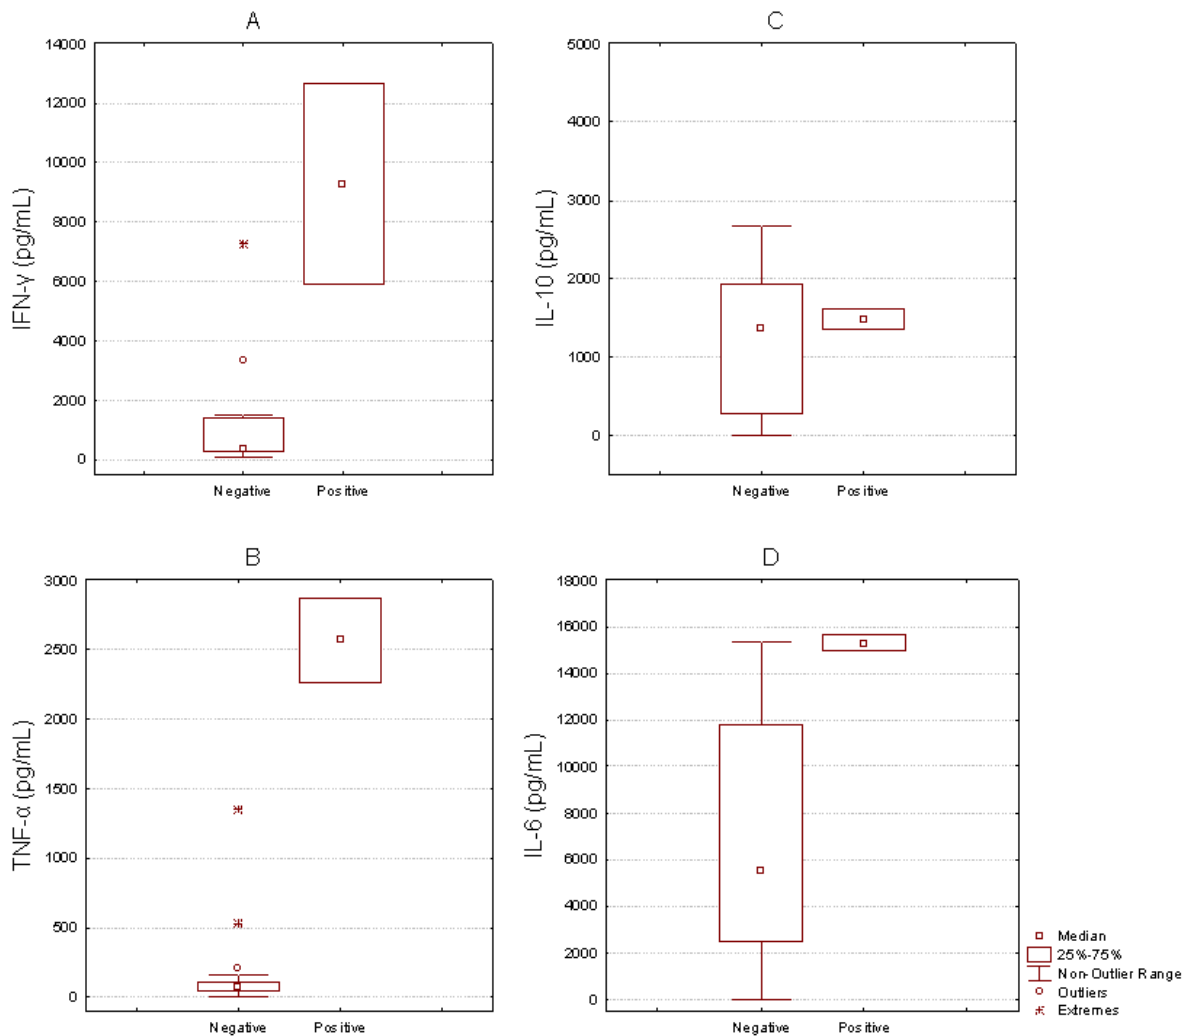 A
IFN-γ (pg/mL)
14000
12000
10000
8000
6000
4000
2000
0
Negative Positive
C
IL-10 (pg/mL)
5000
4000
3000
2000
1000
0
Negative Positive
B
TNF-α (pg/mL)
3000
2500
2000
1500
1000
500
0
Negative Positive
D
IL-6 (pg/mL)
18000
16000
14000
12000
10000
8000
6000
4000
2000
0
Negative Positive
Median
25%-75%
Non-Outlier Range
Outliers
Extremes